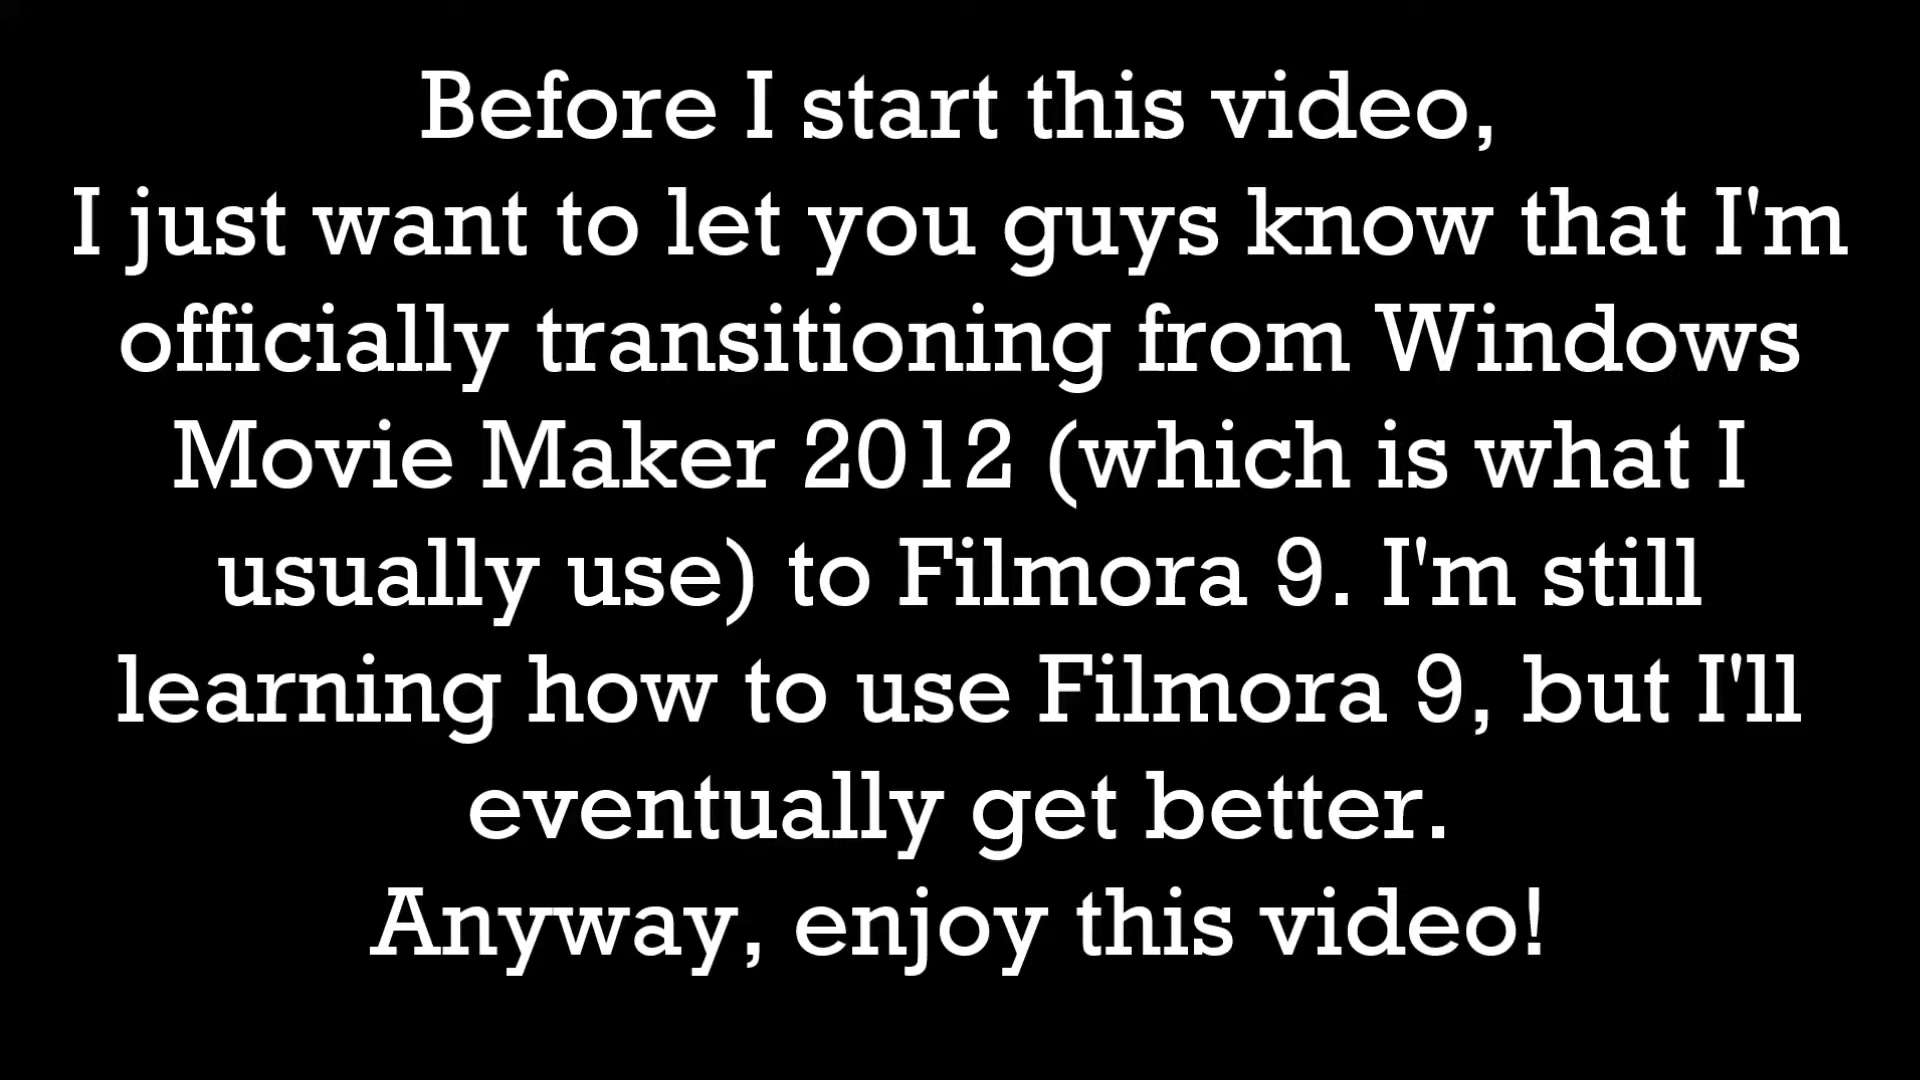 Before I start this video,
I just want to let you guys know that I'm
officially transitioning from Windows
Movie Maker 2012 (which is what I
usually use) to Filmora 9. I'm still
learning how to use Filmora 9, but I'll
eventually get better.
Anyway, enjoy this video!